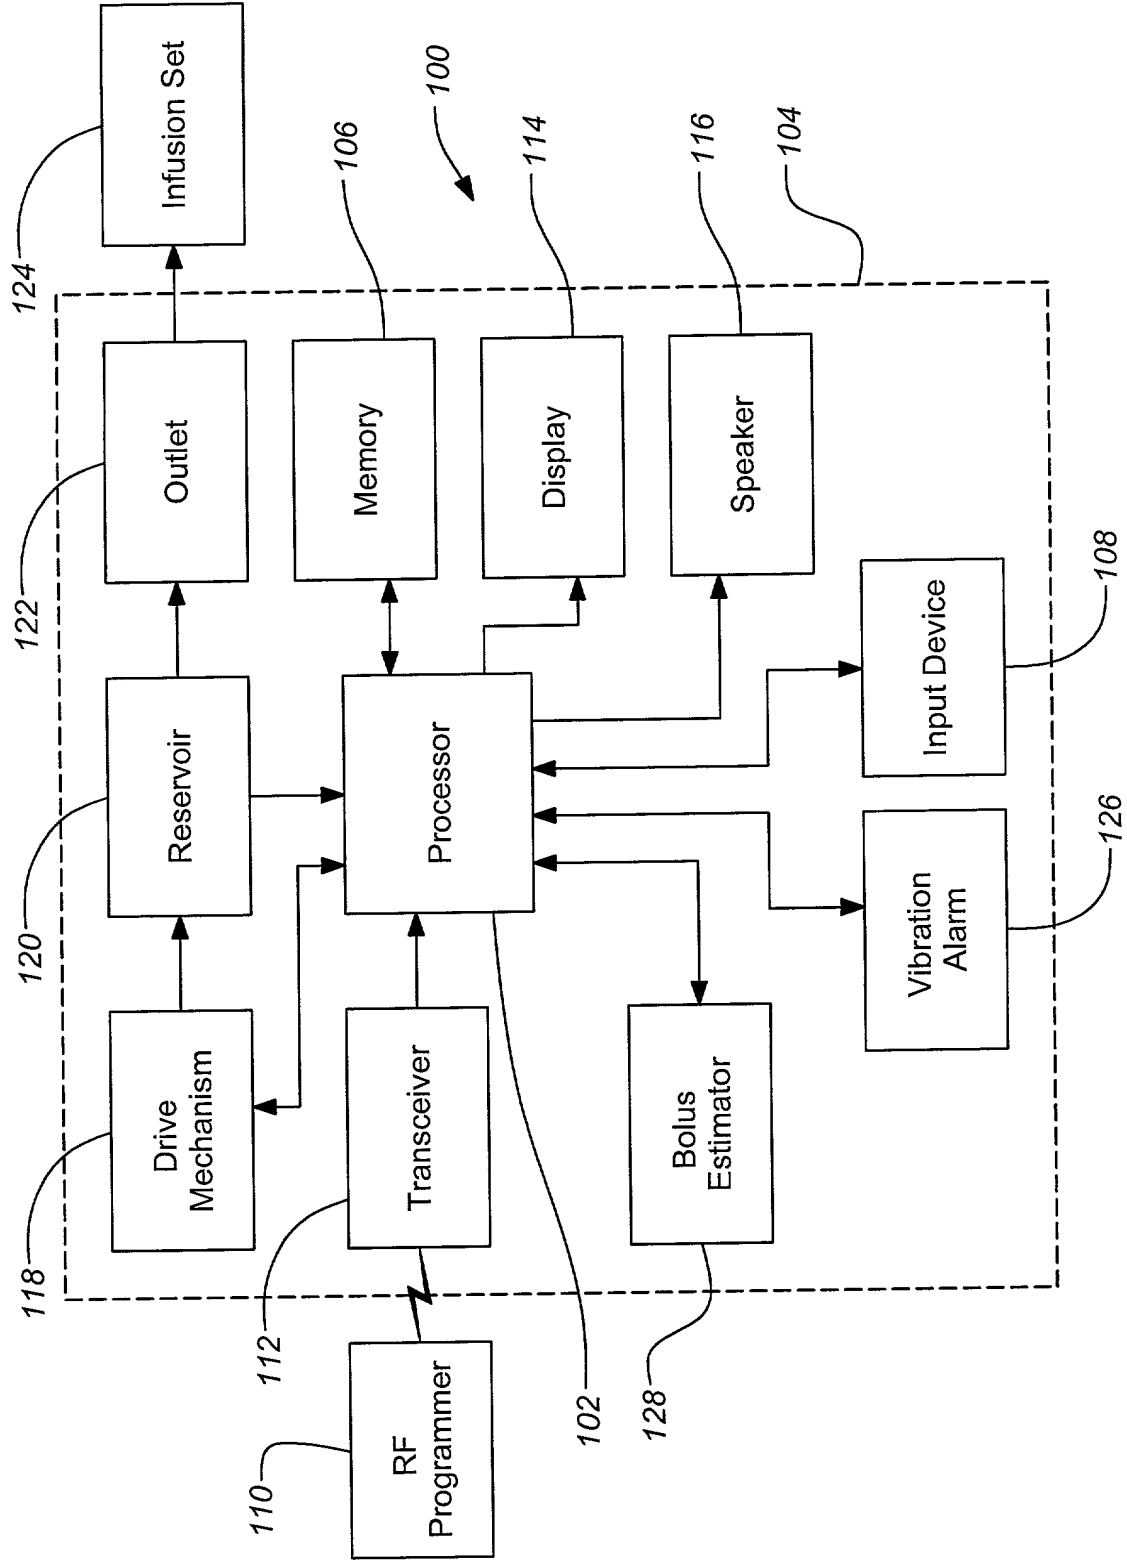 110
RF
Programmer
112
Transceiver
118
Drive
Mechanism
120
Reservoir
122
Outlet
124
Infusion Set
102
Processor
106
Memory
100
114
Display
116
Speaker
104
128
Bolus
Estimator
126
Vibration
Alarm
108
Input Device